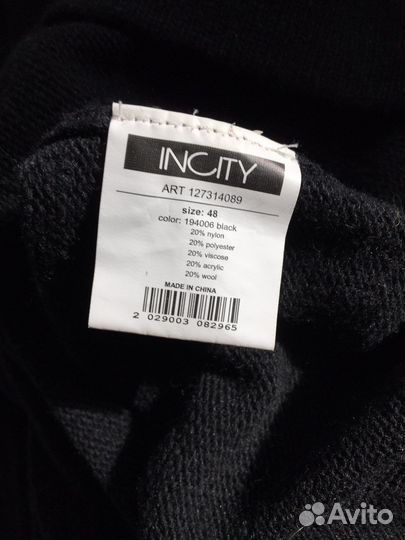 INCITY
ART 127314089
size: 48
color: 194006 black
20% nylon
20% polyester
20% viscose
20% acrylic
20% wool
MADE IN CHINA
2 029003 082965
Avito